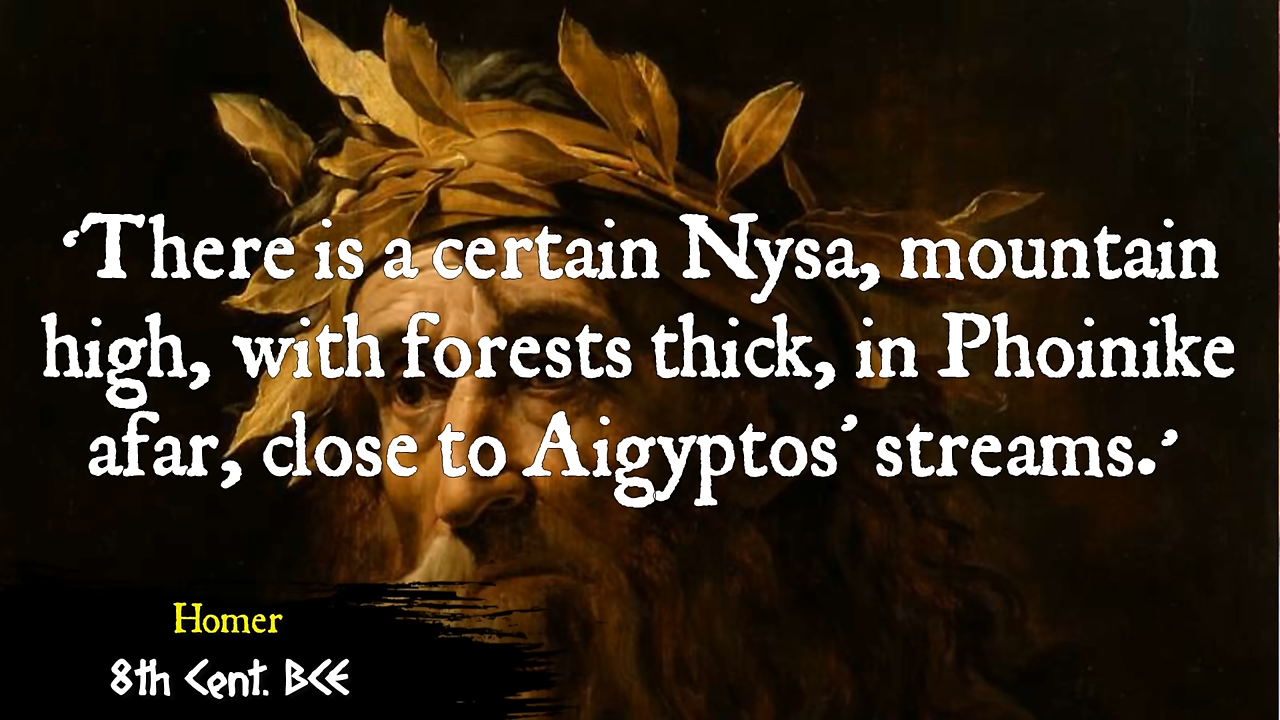 ‘There is a certain Nysa, mountain
high, with forests thick, in Phoinike
afar, close to Aigyptos’ streams.’
Homer
8th Cent. BCE